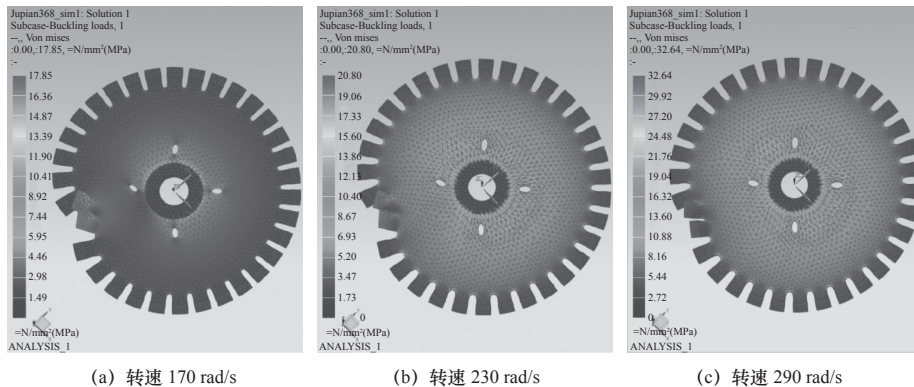 Jupian368_sim1: Solution 1
Subcase-Buckling loads, 1
--,, Von mises
:0.00,:17.85, =N/mm²(MPa)
:-
17.85
16.36
14.87
13.39
11.90
10.41
8.92
7.44
5.95
4.46
2.98
1.49
=N/mm²(MPa)
ANALYSIS_1
(a) 转速 170 rad/s
Jupian368_sim1: Solution 1
Subcase-Buckling loads, 1
--,, Von mises
:0.00,:20.80, =N/mm²(MPa)
:-
20.80
19.06
17.33
15.60
13.86
12.13
10.40
8.67
6.93
5.20
3.47
1.73
0
=N/mm²(MPa)
ANALYSIS_1
(b) 转速 230 rad/s
Jupian368_sim1: Solution 1
Subcase-Buckling loads, 1
--,, Von mises
:0.00,:32.64, =N/mm²(MPa)
:-
32.64
29.92
27.20
24.48
21.76
19.04
16.32
13.60
10.88
8.16
5.44
2.72
0
=N/mm²(MPa)
ANALYSIS_1
(c) 转速 290 rad/s